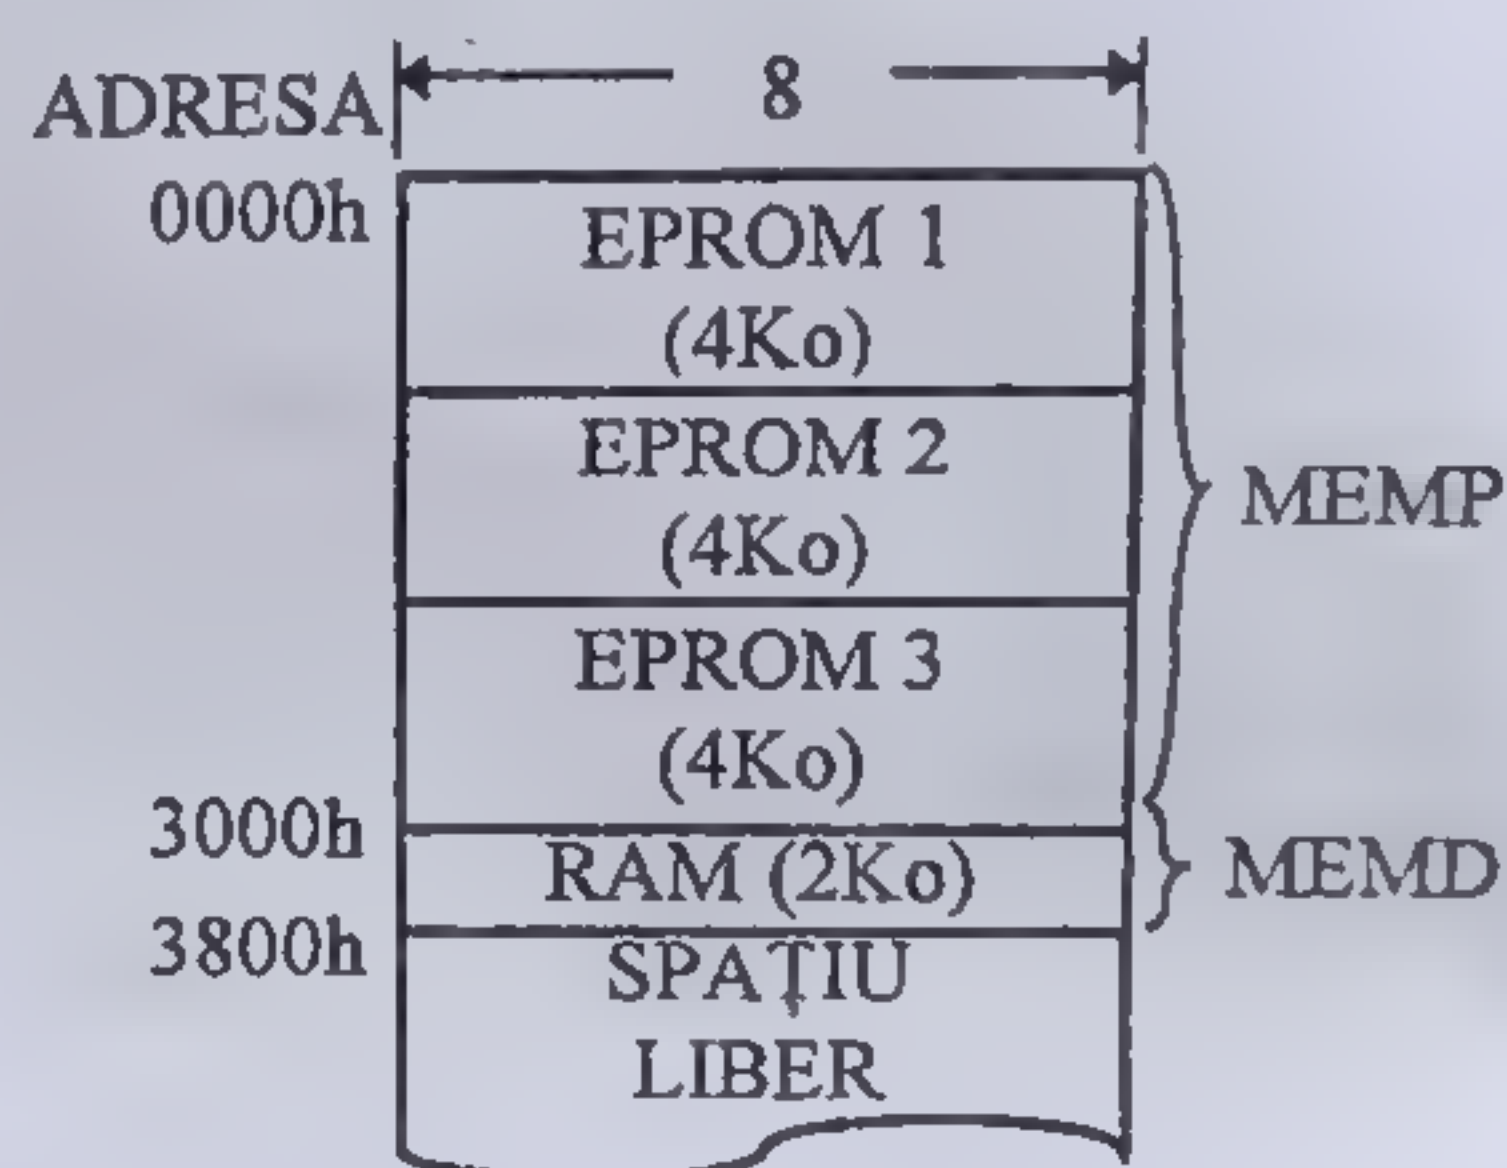 8
ADRESA
0000h
EPROM 1
(4Ko)
EPROM 2
(4Ko)
MEMP
EPROM 3
(4Ko)
3000h
RAM (2Ko)
MEMD
3800h
SPAŢIU
LIBER